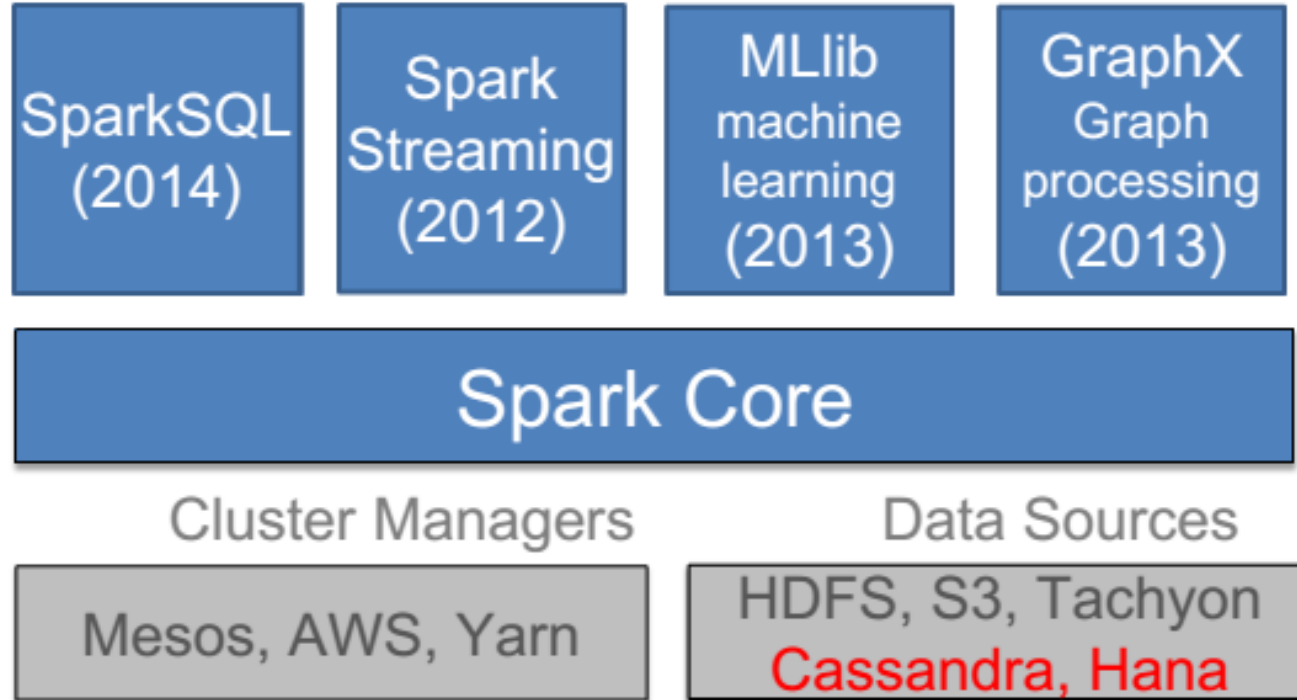 SparkSQL
(2014)
Spark
Streaming
(2012)
MLlib
machine
learning
(2013)
GraphX
Graph
processing
(2013)
Spark Core
Cluster Managers
Mesos, AWS, Yarn
Data Sources
HDFS, S3, Tachyon
Cassandra, Hana